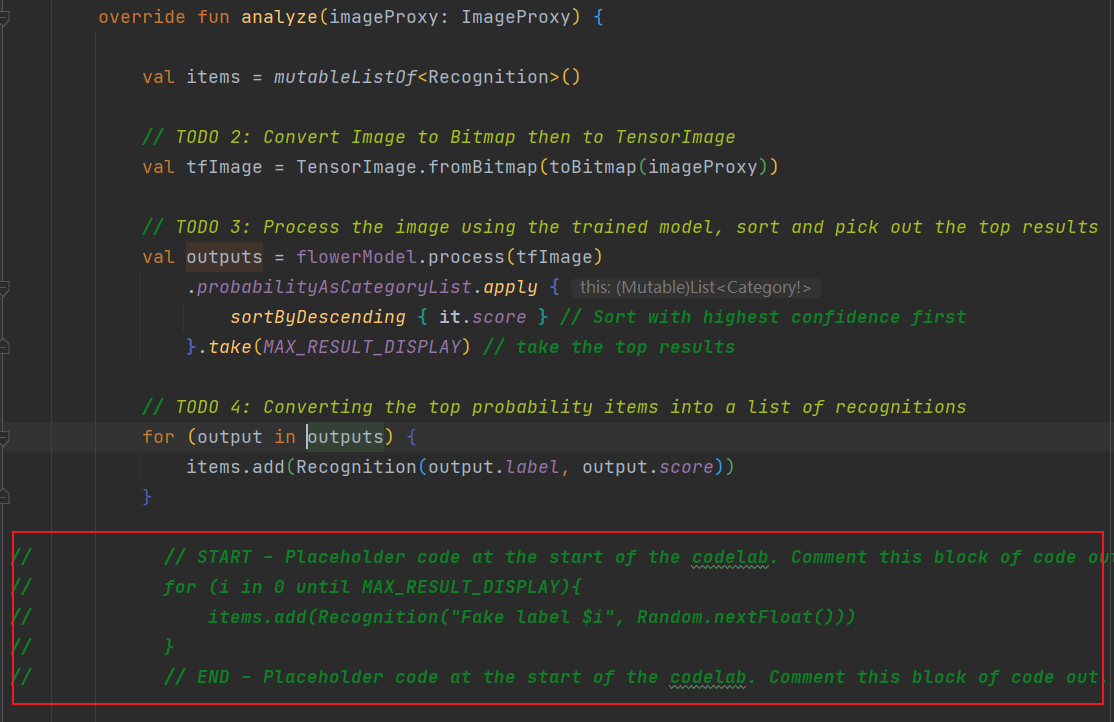 override fun analyze(imageProxy: ImageProxy) {
val items = mutableListOf<Recognition>()
// TODO 2: Convert Image to Bitmap then to TensorImage
val tfImage = TensorImage.fromBitmap(toBitmap(imageProxy))
// TODO 3: Process the image using the trained model, sort and pick out the top results
val outputs = flowerModel.process(tfImage)
.probabilityAsCategoryList.apply { this: (Mutable)List<Category!>
sortByDescending { it.score } // Sort with highest confidence first
}.take(MAX_RESULT_DISPLAY) // take the top results
// TODO 4: Converting the top probability items into a list of recognitions
for (output in outputs) {
items.add(Recognition(output.label, output.score))
}
// // START - Placeholder code at the start of the codelab. Comment this block of code out
// for (i in 0 until MAX_RESULT_DISPLAY){
// items.add(Recognition("Fake label $i", Random.nextFloat()))
// }
// // END - Placeholder code at the start of the codelab. Comment this block of code out.